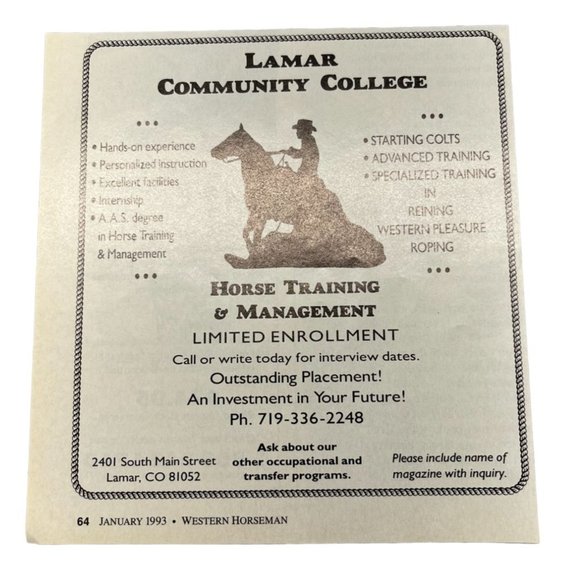 LAMAR
COMMUNITY COLLEGE
• • •
• Hands-on experience
• Personalized instruction
• Excellent facilities
• Internship
• A.A.S. degree
in Horse Training
& Management
• • •
• • •
• STARTING COLTS
• ADVANCED TRAINING
• SPECIALIZED TRAINING
IN
REINING
WESTERN PLEASURE
ROPING
• • •
HORSE TRAINING
& MANAGEMENT
LIMITED ENROLLMENT
Call or write today for interview dates.
Outstanding Placement!
An Investment in Your Future!
Ph. 719-336-2248
2401 South Main Street
Lamar, CO 81052
Ask about our
other occupational and
transfer programs.
Please include name of
magazine with inquiry.
64 JANUARY 1993 • WESTERN HORSEMAN